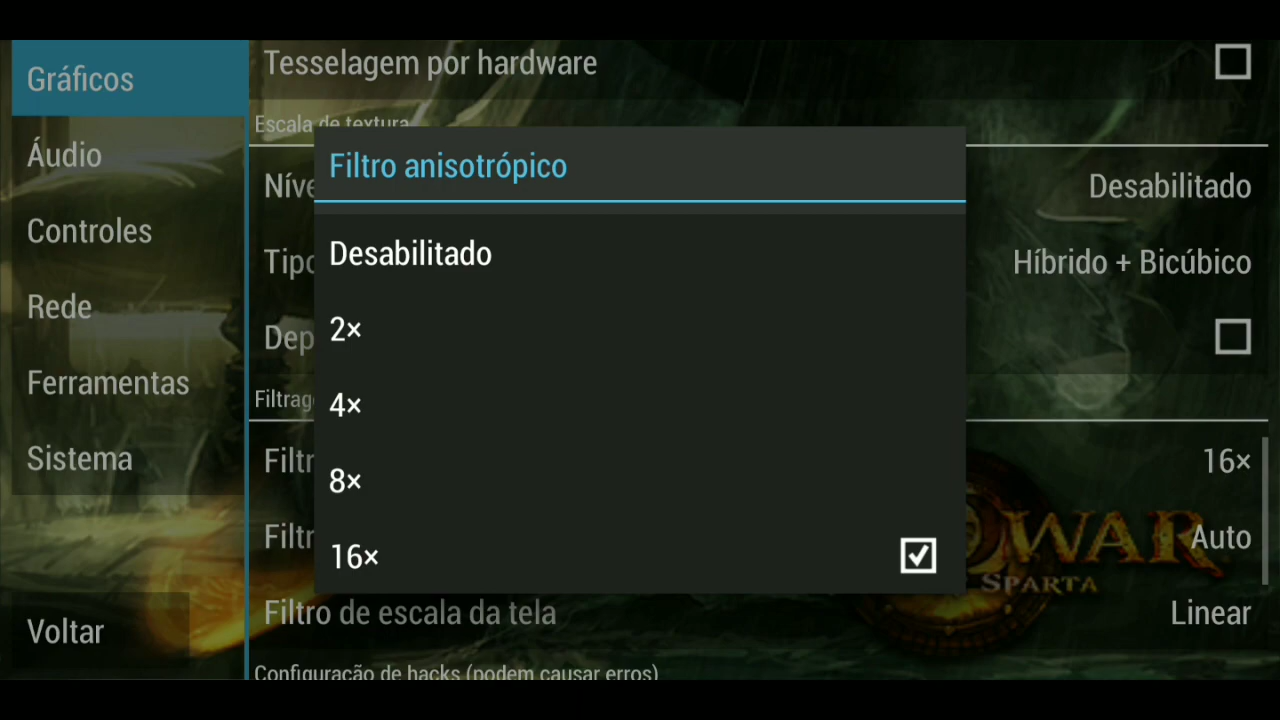 Gráficos
Áudio
Controles
Rede
Ferramentas
Sistema
Voltar
Tesselagem por hardware
Escala de textura
Níve
Desabilitado
Tipo
Híbrido + Bicúbico
Dep
Filtrag
Filtr
16×
Filtr
Auto
Filtro de escala da tela
Linear
Configuração de hacks (podem causar erros)
Filtro anisotrópico
Desabilitado
2×
4×
8×
16×
WAR
SPARTA